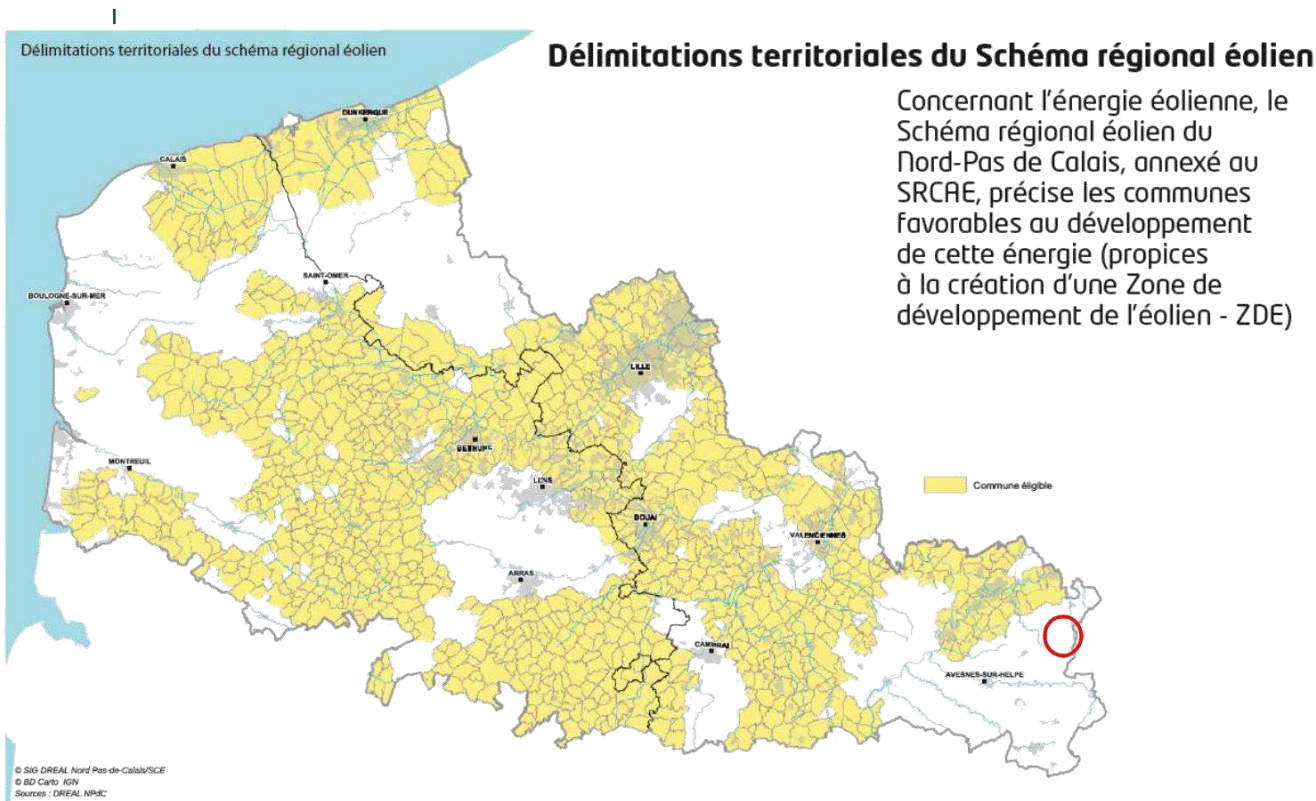 Délimitations territoriales du schéma régional éolien
Délimitations territoriales du Schéma régional éolien
Concernant l'énergie éolienne, le
Schéma régional éolien du
Nord-Pas de Calais, annexé au
SRCAE, précise les communes
favorables au développement
de cette énergie (propices
à la création d'une Zone de
développement de l'éolien - ZDE)
DUNKERQUE
CALAIS
SAINT-OMER
BOULOGNE-SUR-MER
LILLE
BETHUNE
MONTREUIL
LENS
Commune éligible
DOUAI
VALENCIENNES
ARRAS
CAMBRAI
AVESNES-SUR-HELPE
© SIG DREAL Nord Pas-de-Calais/SCE
© BD Carto IGN
Sources : DREAL NPdC